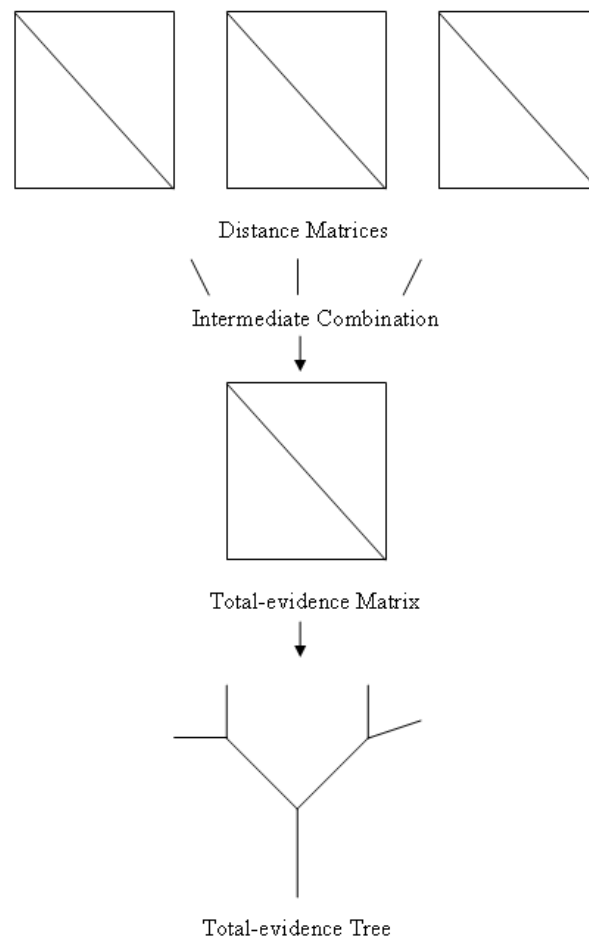 Distance Matrices
Intermediate Combination
Total-evidence Matrix
Total-evidence Tree